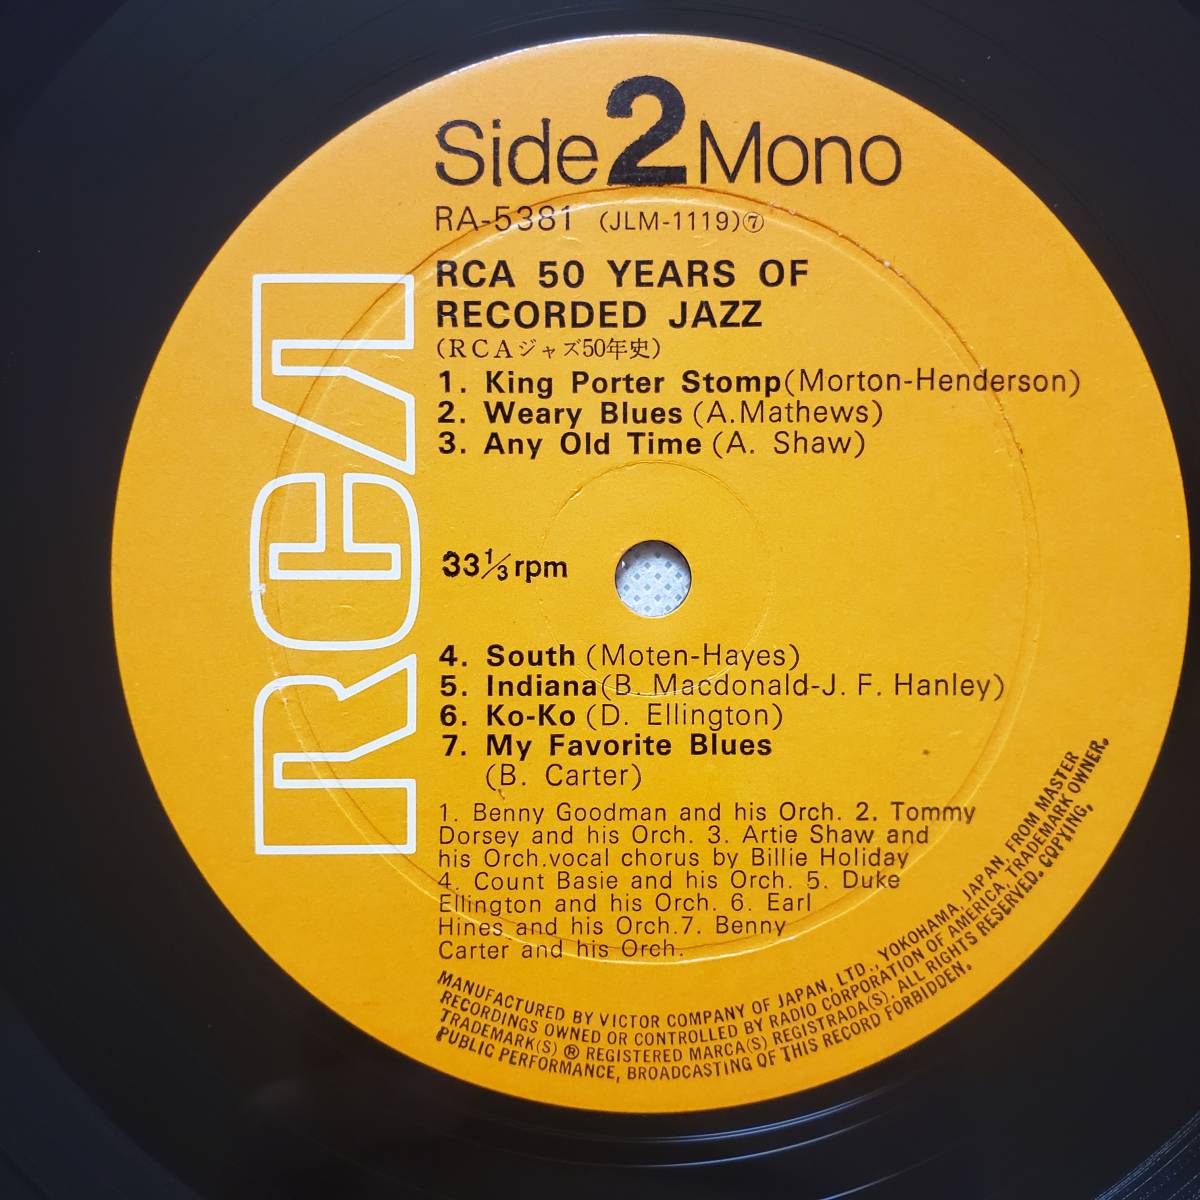 Side 2 Mono
RA-5381 (JLM-1119)⑦
RCA 50 YEARS OF
RECORDED JAZZ
(RCAジャズ50年史)
1. King Porter Stomp(Morton-Henderson)
2. Weary Blues (A.Mathews)
3. Any Old Time (A. Shaw)
33⅓ rpm
4. South (Moten-Hayes)
5. Indiana(B. Macdonald-J. F. Hanley)
6. Ko-Ko (D. Ellington)
7. My Favorite Blues
(B. Carter)
1. Benny Goodman and his Orch. 2. Tommy
Dorsey and his Orch. 3. Artie Shaw and
his Orch.vocal chorus by Billie Holiday
4. Count Basie and his Orch. 5. Duke
Ellington and his Orch. 6. Earl
Hines and his Orch.7. Benny
Carter and his Orch.
MANUFACTURED BY VICTOR COMPANY OF JAPAN, LTD., YOKOHAMA, JAPAN, FROM MASTER
RECORDINGS OWNED OR CONTROLLED BY RADIO CORPORATION OF AMERICA, TRADEMARK OWNER.
TRADEMARK(S) ® REGISTERED MARCA(S) REGISTRADA(S). ALL RIGHTS RESERVED. COPYING,
PUBLIC PERFORMANCE, BROADCASTING OF THIS RECORD FORBIDDEN.
RCA